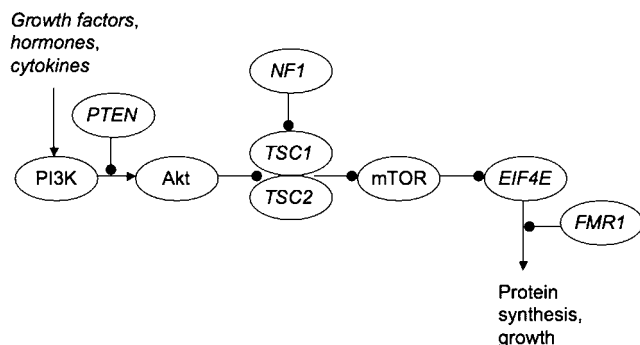 Growth factors,
hormones,
cytokines
PTEN
NF1
TSC1
PI3K
Akt
mTOR
EIF4E
TSC2
FMR1
Protein
synthesis,
growth